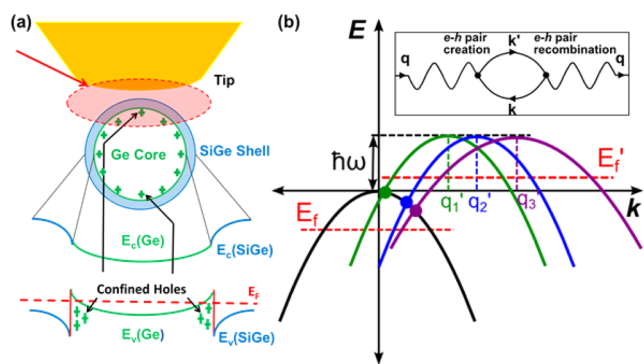 (a)
Tip
Ge Core
SiGe Shell
E_c(Ge)
E_c(SiGe)
Confined Holes
E_F
E_v(Ge)
E_v(SiGe)
(b)
E
e-h pair
creation
k'
e-h pair
recombination
q
q
k
ħω
E_f'
E_f
q_1'
q_2'
q_3
k